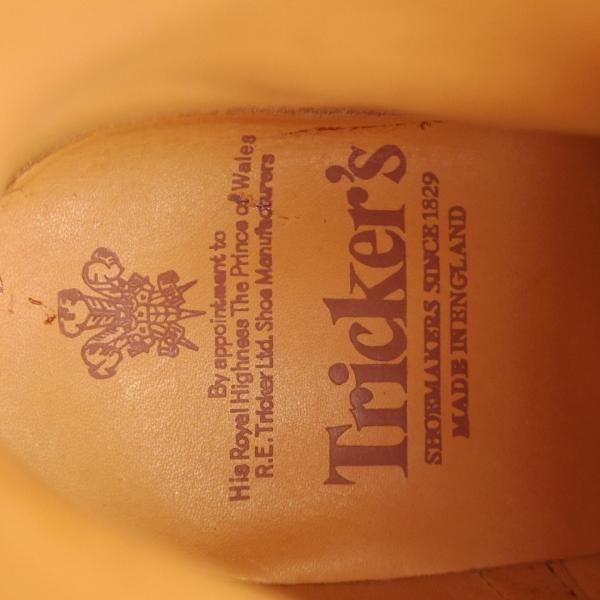 By appointment to
His Royal Highness The Prince of Wales
R.E. Tricker Ltd. Shoe Manufacturers
Tricker's
SHOEMAKERS SINCE 1829
MADE IN ENGLAND